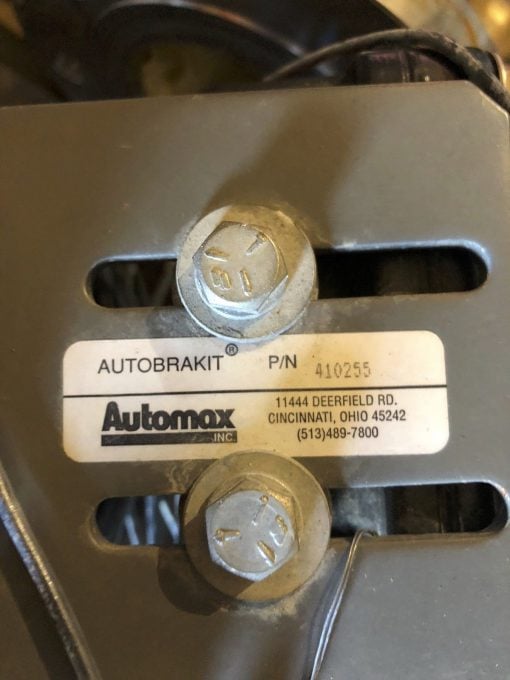 AUTOBRAKIT® P/N 410255
Automax INC.
11444 DEERFIELD RD.
CINCINNATI, OHIO 45242
(513)489-7800